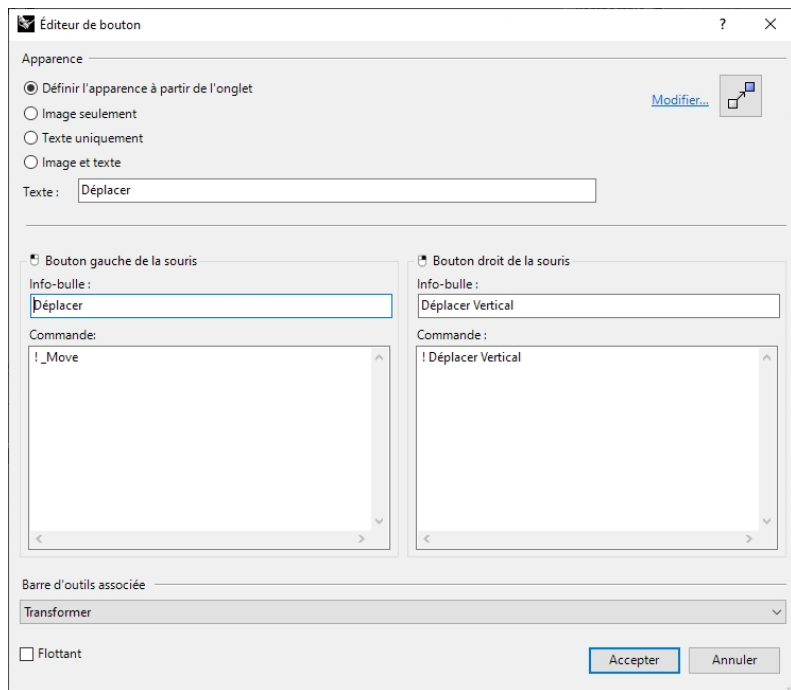 Éditeur de bouton
Apparence
Définir l'apparence à partir de l'onglet
Image seulement
Texte uniquement
Image et texte
Modifier...
Texte : Déplacer
Bouton gauche de la souris
Info-bulle :
Déplacer
Commande:
! _Move
Bouton droit de la souris
Info-bulle :
Déplacer Vertical
Commande :
! Déplacer Vertical
Barre d'outils associée
Transformer
Flottant
Accepter
Annuler